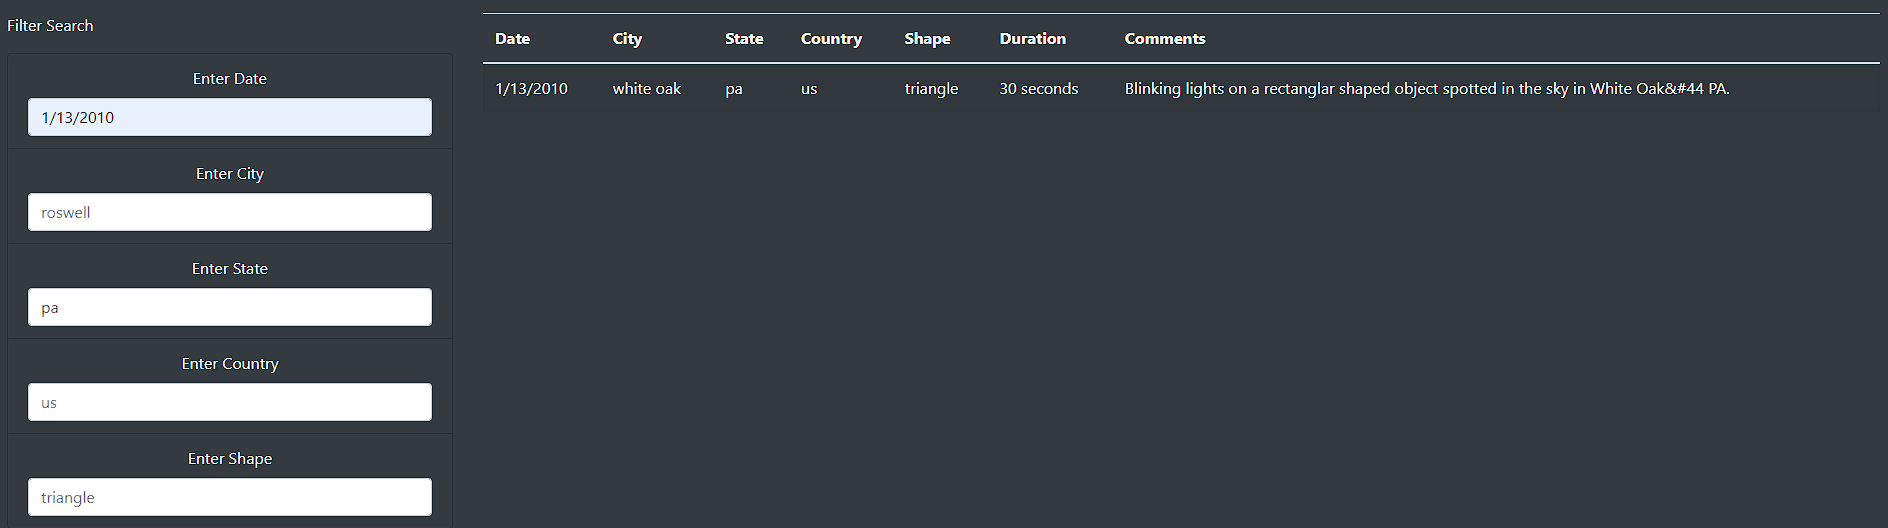 Filter Search
Enter Date
1/13/2010
Enter City
roswell
Enter State
pa
Enter Country
us
Enter Shape
triangle
Date City State Country Shape Duration Comments
1/13/2010 white oak pa us triangle 30 seconds Blinking lights on a rectanglar shaped object spotted in the sky in White Oak&#44 PA.